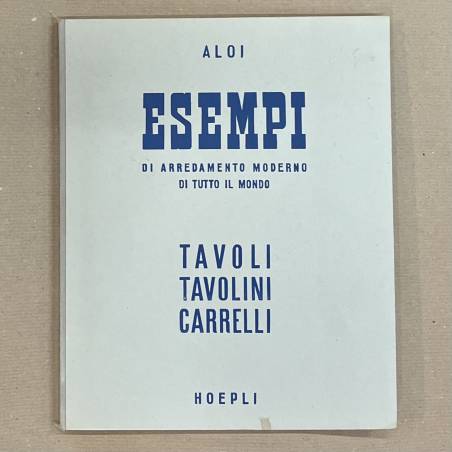 ALOI
ESEMPI
DI ARREDAMENTO MODERNO
DI TUTTO IL MONDO
TAVOLI
TAVOLINI
CARRELLI
HOEPLI